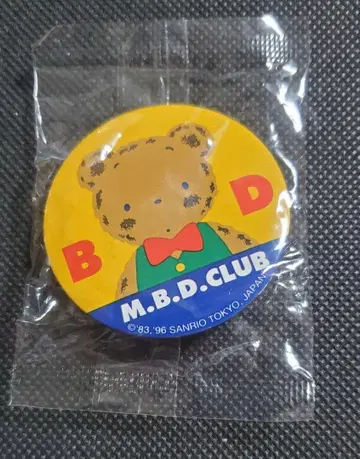 B D
M.B.D.CLUB
©'83,'96 SANRIO TOKYO, JAPAN